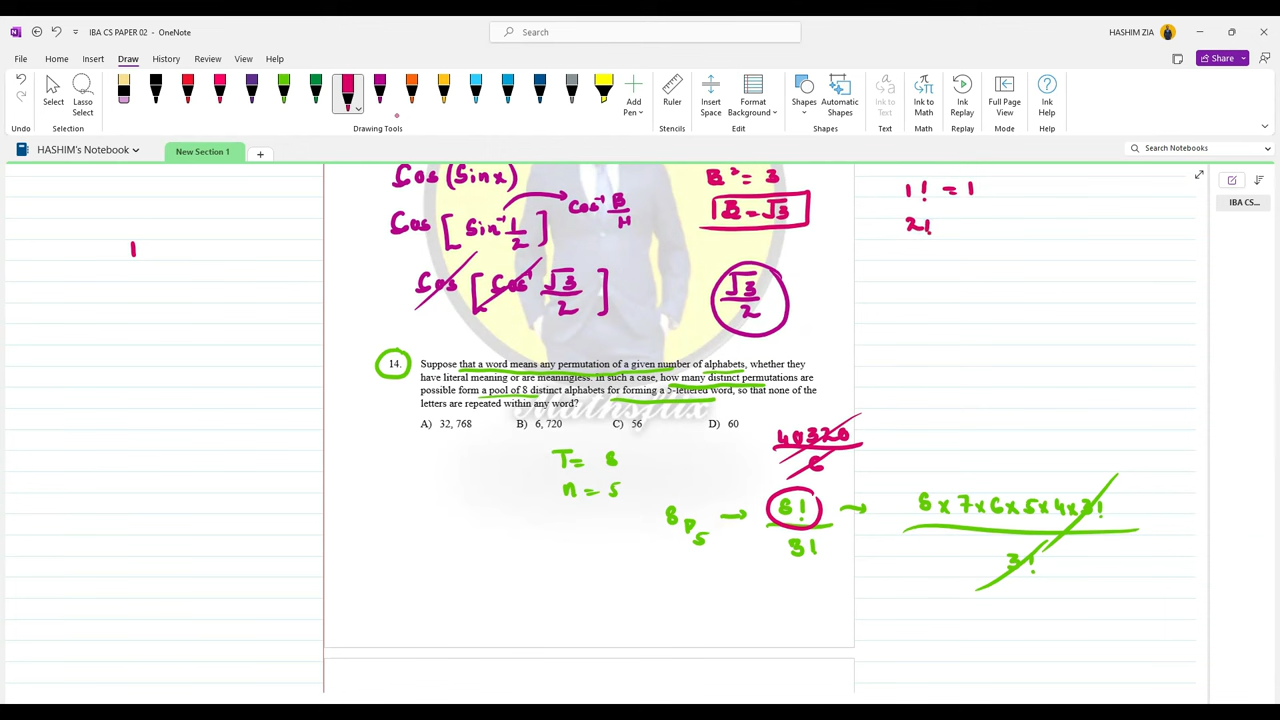 IBA CS PAPER 02 - OneNote
Search
HASHIM ZIA
File Home Insert Draw History Review View Help
Share
Undo
Select
Lasso Select
Selection
Drawing Tools
Add Pen
Ruler
Stencils
Insert Space
Format Background
Edit
Shapes
Automatic Shapes
Shapes
Ink to Text
Text
Ink to Math
Math
Ink Replay
Replay
Full Page View
Mode
Ink Help
Help
HASHIM's Notebook
New Section 1
+
Search Notebooks
IBA CS...
Cos (Sin x)
B² = 3
B = √3
Cos [ Sin⁻¹ 1/2 ] Cos⁻¹ B/H
Cos [ Cos⁻¹ √3/2 ]
√3/2
1! = 1
2!
1
14. Suppose that a word means any permutation of a given number of alphabets, whether they
have literal meaning or are meaningless. In such a case, how many distinct permutations are
possible form a pool of 8 distinct alphabets for forming a 5-lettered word, so that none of the
letters are repeated within any word?
Mathsflix
A) 32, 768 B) 6, 720 C) 56 D) 60
T = 8
n = 5
40320/6
8P5 → 8!/3! → 8x7x6x5x4x3!/3!